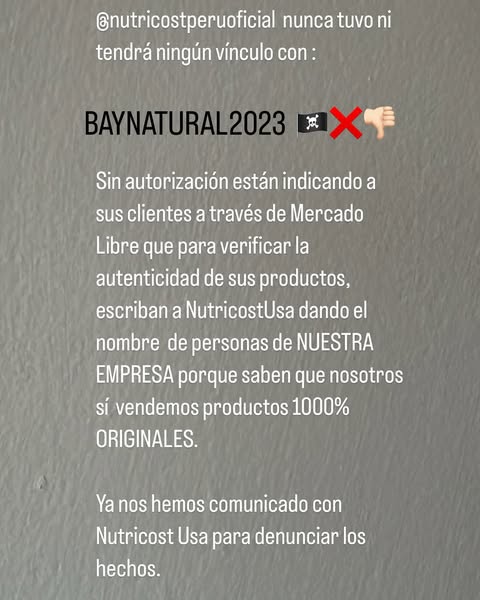 @nutricostperuoficial nunca tuvo ni
tendrá ningún vínculo con :
BAYNATURAL2023 🏴‍☠️❌👎🏻
Sin autorización están indicando a
sus clientes a través de Mercado
Libre que para verificar la
autenticidad de sus productos,
escriban a NutricostUsa dando el
nombre de personas de NUESTRA
EMPRESA porque saben que nosotros
sí vendemos productos 1000%
ORIGINALES.
Ya nos hemos comunicado con
Nutricost Usa para denunciar los
hechos.